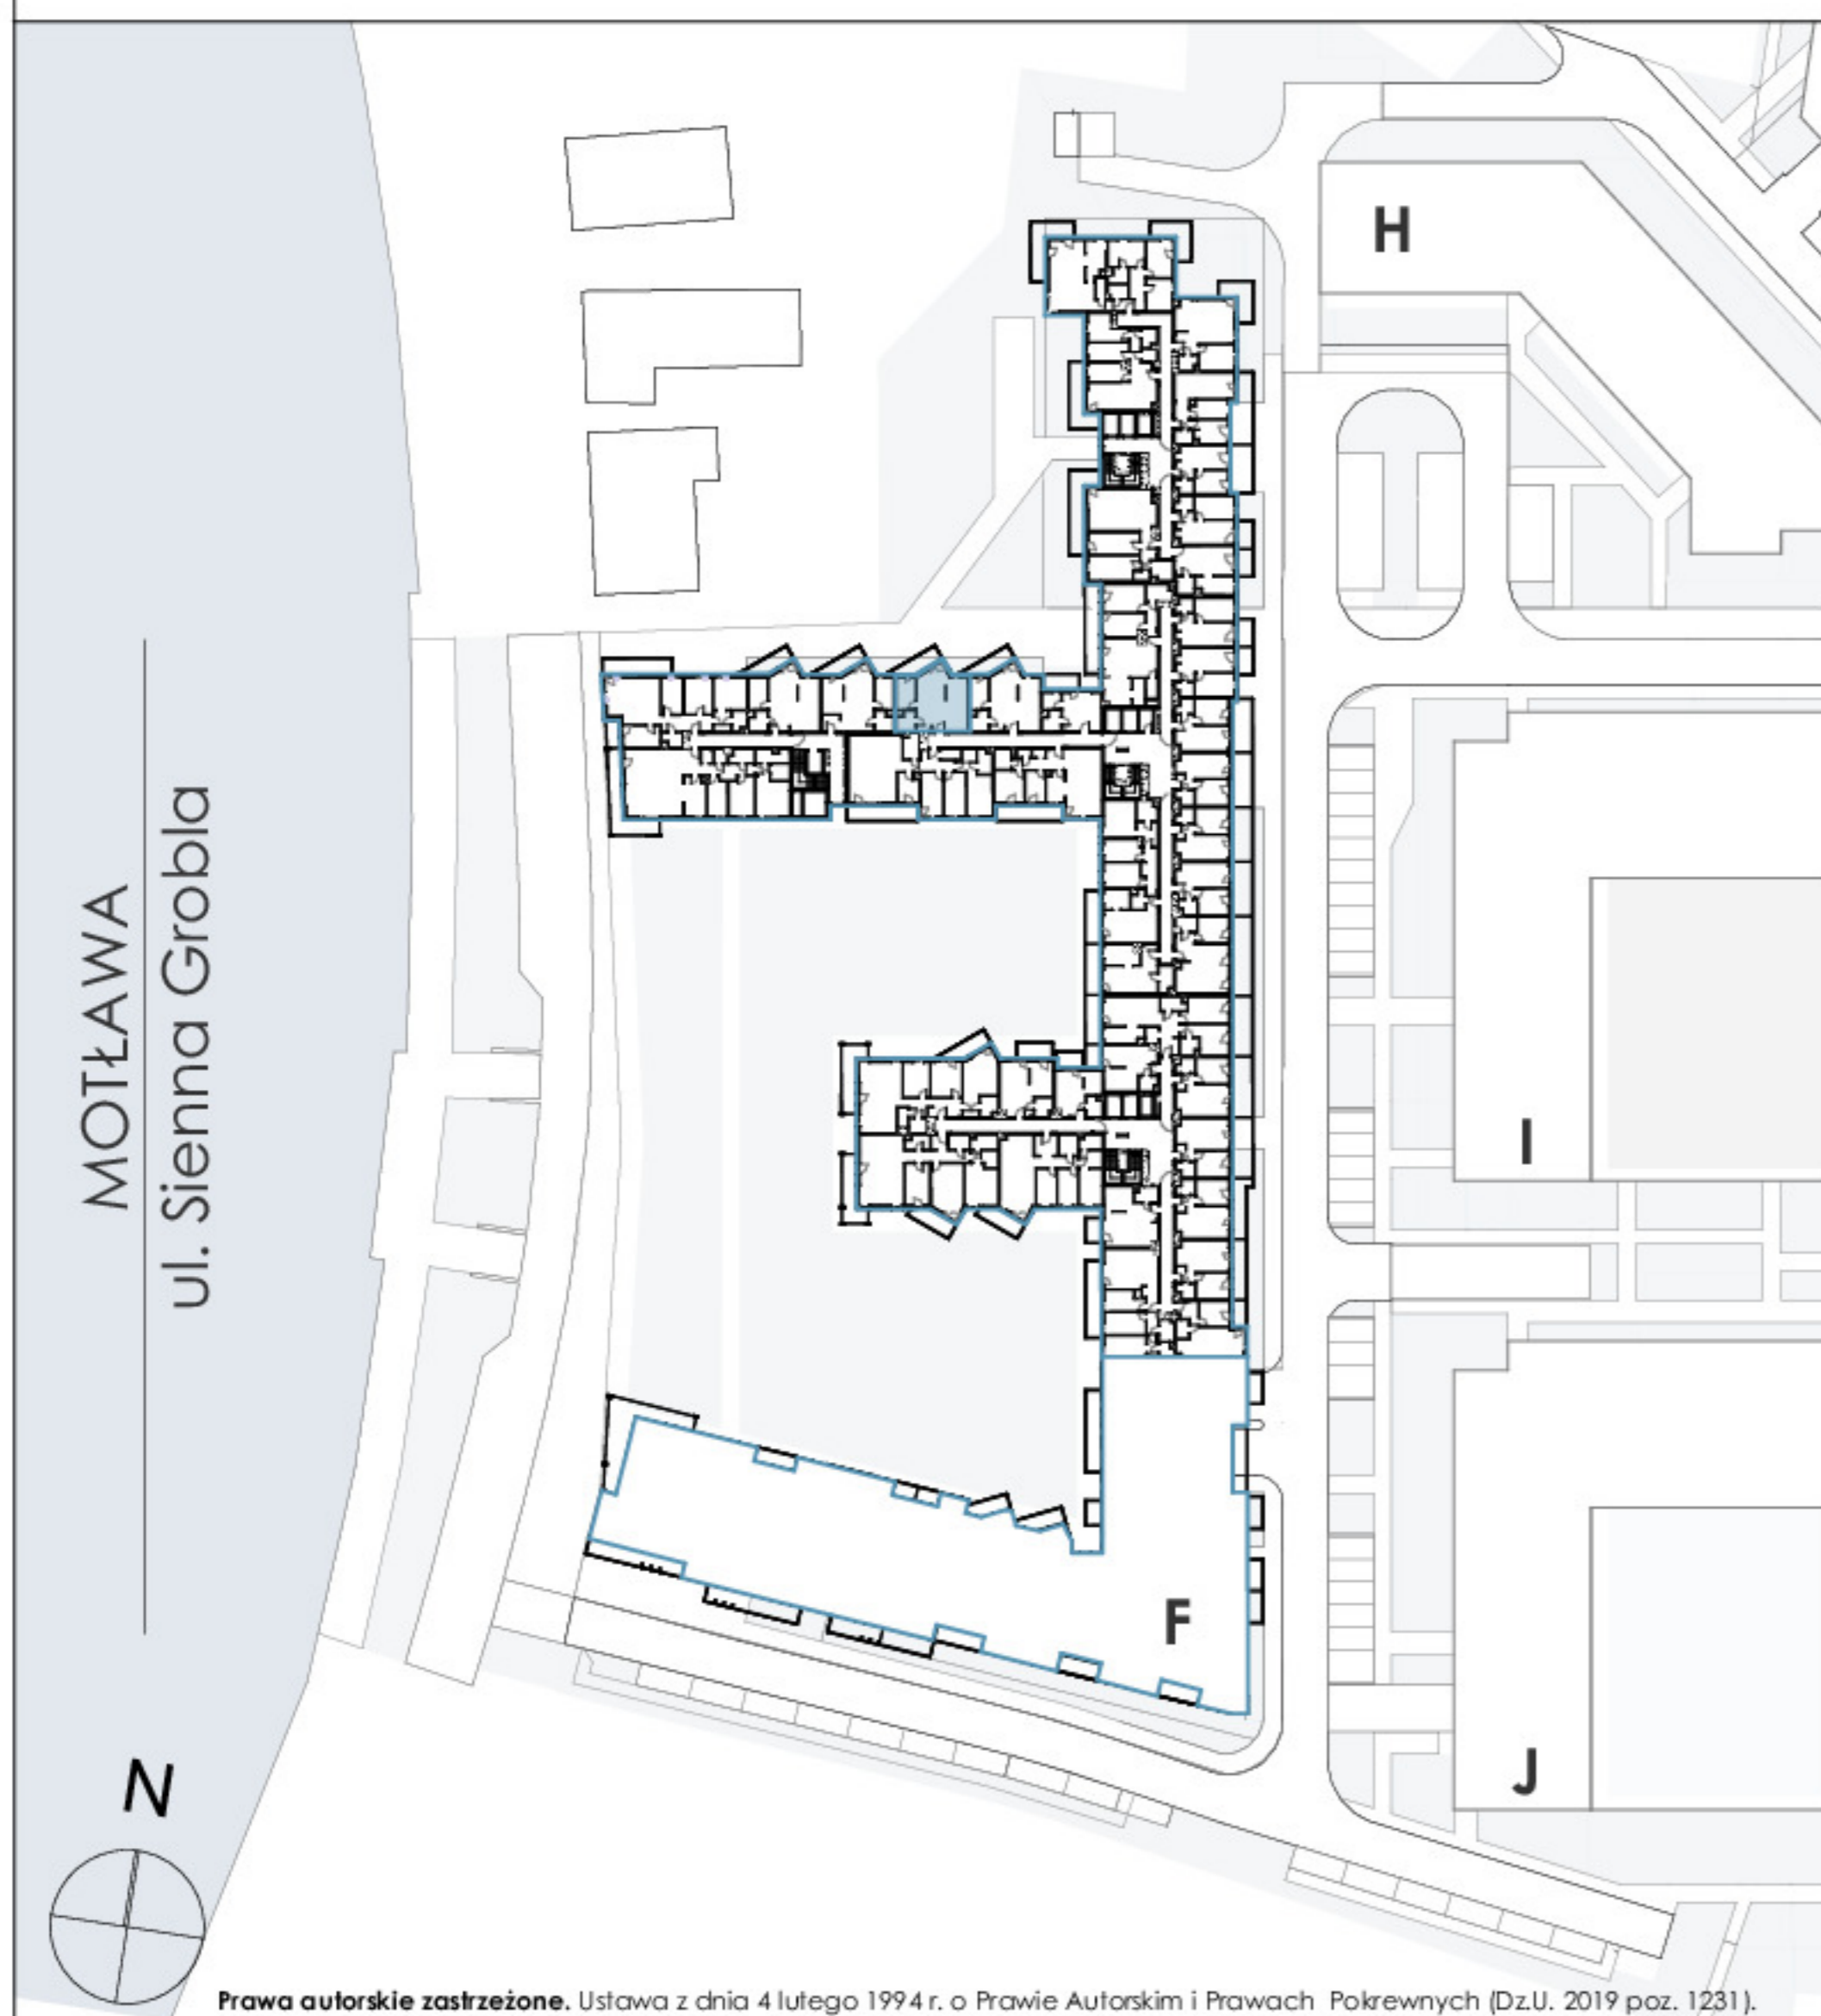 H
MOTŁAWA
ul. Sienna Grobla
I
F
J
N
Prawa autorskie zastrzeżone. Ustawa z dnia 4 lutego 1994 r. o Prawie Autorskim i Prawach Pokrewnych (Dz.U. 2019 poz. 1231).